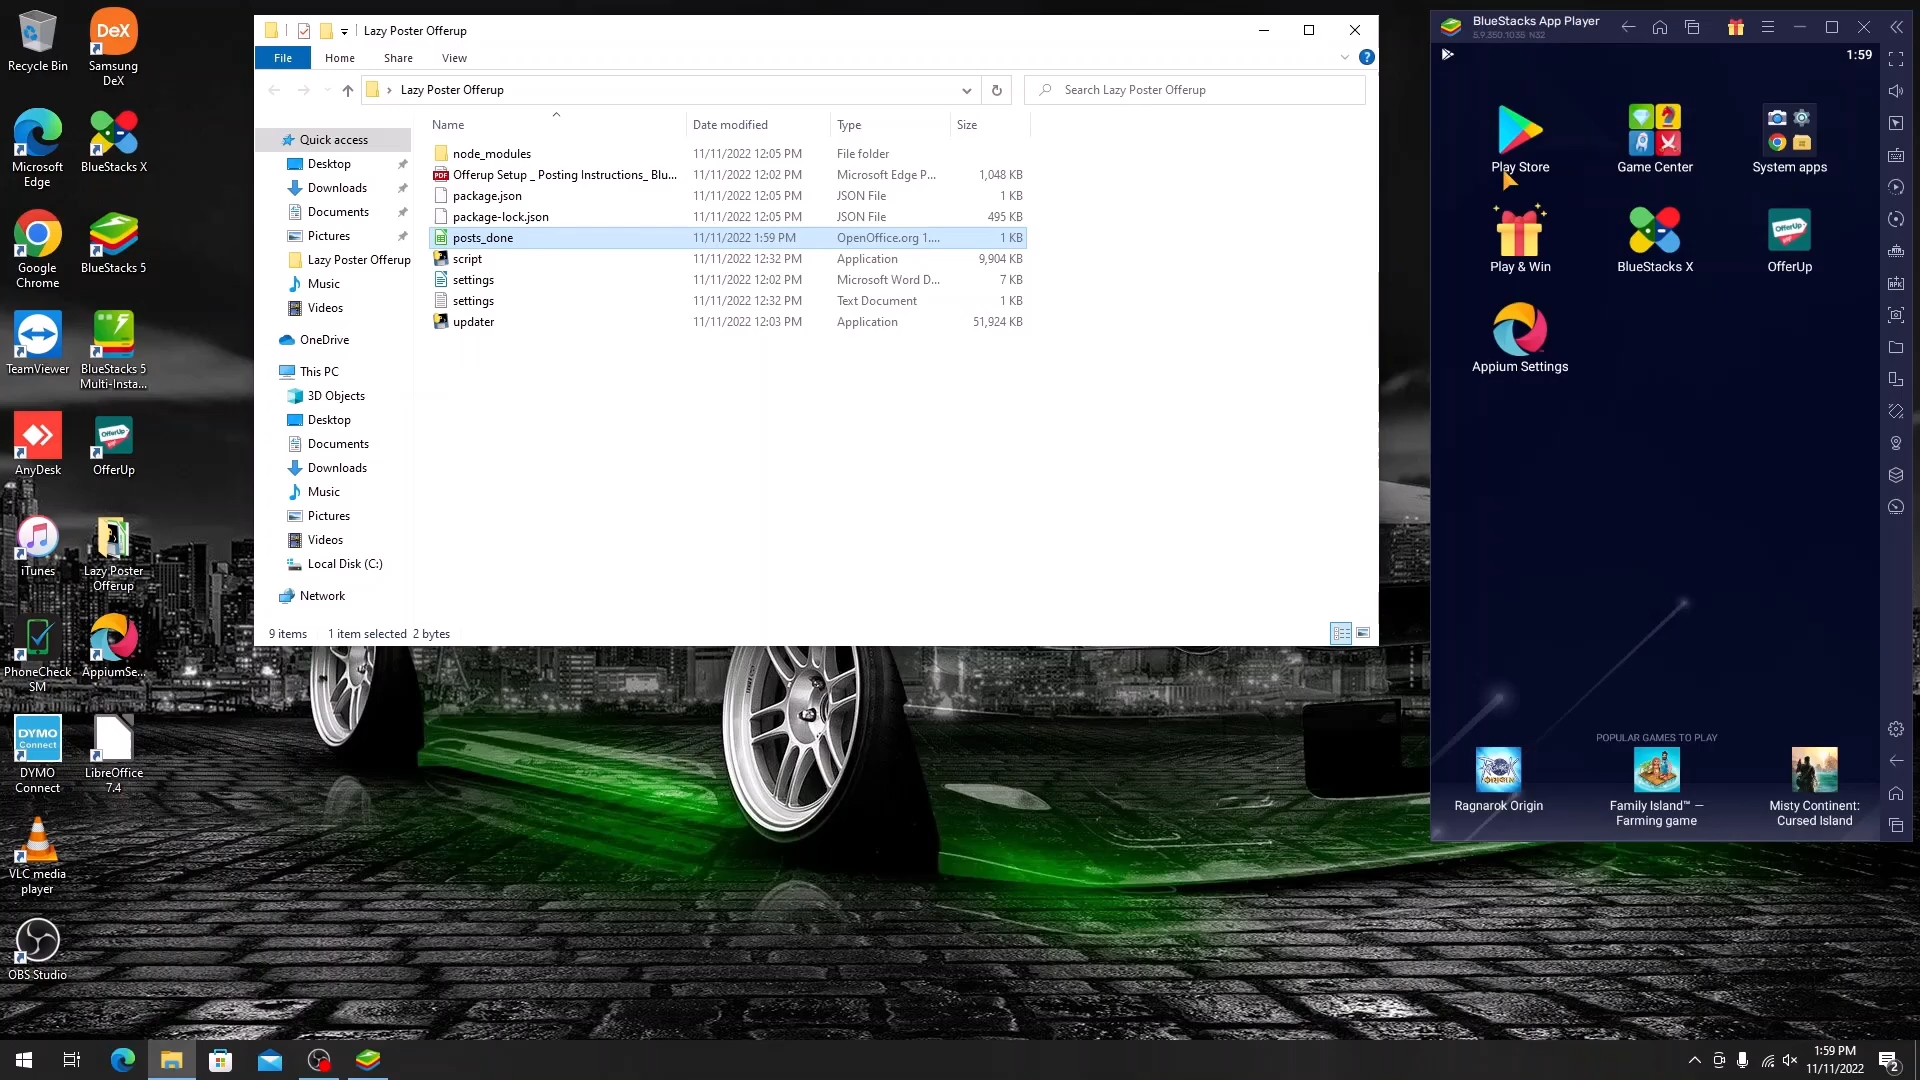 Recycle Bin
Samsung
DeX
Microsoft
Edge
BlueStacks X
Google
Chrome
BlueStacks 5
TeamViewer
BlueStacks 5
Multi-Insta...
AnyDesk
OfferUp
iTunes
Lazy Poster
Offerup
PhoneCheck
SM
AppiumSe...
DYMO
Connect
DYMO
Connect
LibreOffice
7.4
VLC media
player
OBS Studio
DeX
Lazy Poster Offerup
File
Home
Share
View
Lazy Poster Offerup
Search Lazy Poster Offerup
Quick access
Desktop
Downloads
Documents
Pictures
Lazy Poster Offerup
Music
Videos
OneDrive
This PC
3D Objects
Desktop
Documents
Downloads
Music
Pictures
Videos
Local Disk (C:)
Network
Name Date modified Type Size
node_modules 11/11/2022 12:05 PM File folder
PDF Offerup Setup _ Posting Instructions_ Blu... 11/11/2022 12:02 PM Microsoft Edge P... 1,048 KB
package.json 11/11/2022 12:05 PM JSON File 1 KB
package-lock.json 11/11/2022 12:05 PM JSON File 495 KB
posts_done 11/11/2022 1:59 PM OpenOffice.org 1.... 1 KB
script 11/11/2022 12:32 PM Application 9,904 KB
settings 11/11/2022 12:02 PM Microsoft Word D... 7 KB
settings 11/11/2022 12:32 PM Text Document 1 KB
updater 11/11/2022 12:03 PM Application 51,924 KB
9 items 1 item selected 2 bytes
BlueStacks App Player
5.9.350.1035 N32
1:59
Play Store
Game Center
System apps
Play & Win
BlueStacks X
OfferUp
OfferUp
Appium Settings
POPULAR GAMES TO PLAY
Ragnarok Origin
Family Island™ —
Farming game
Misty Continent:
Cursed Island
1:59 PM
11/11/2022
2